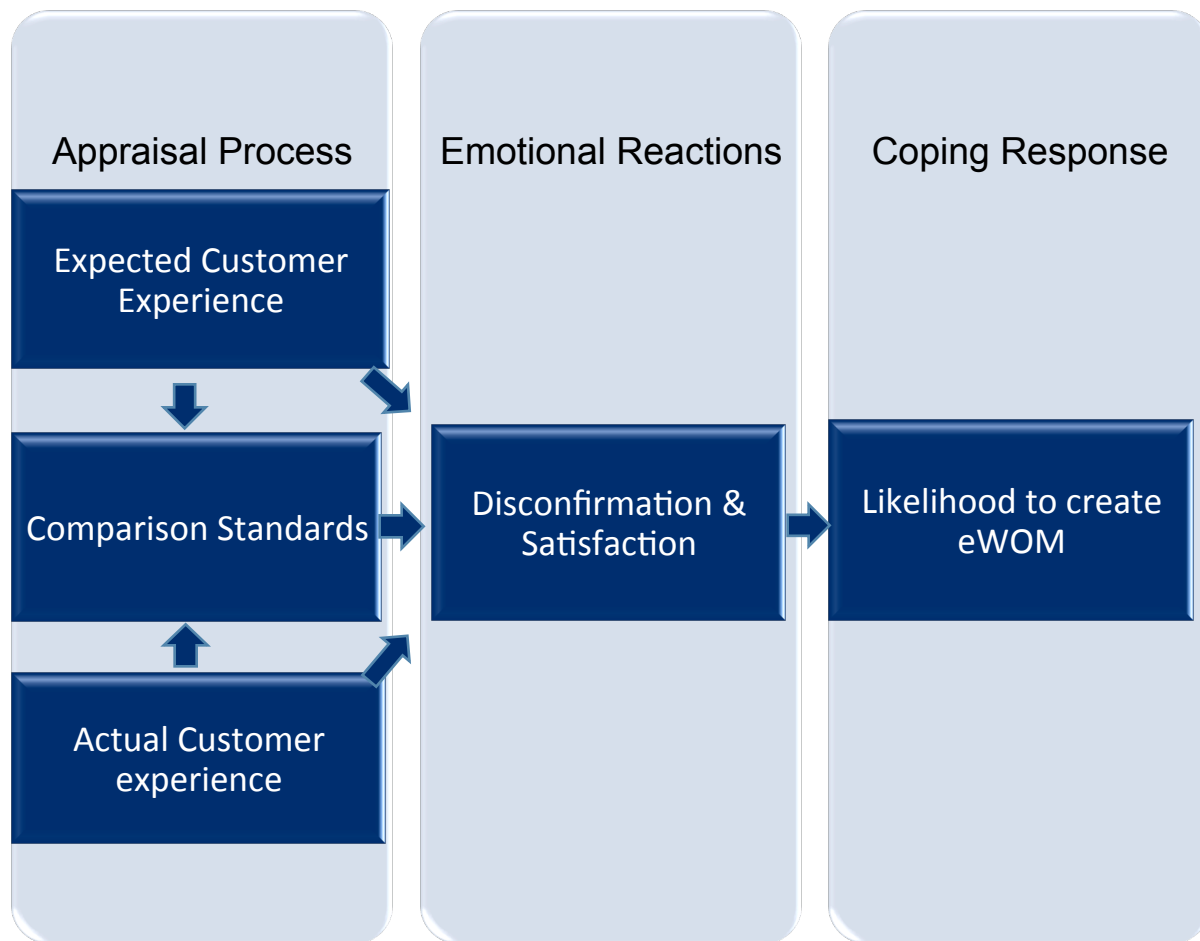 Appraisal Process
Expected Customer
Experience
Comparison Standards
Actual Customer
experience
Emotional Reactions
Disconfirmation &
Satisfaction
Coping Response
Likelihood to create
eWOM